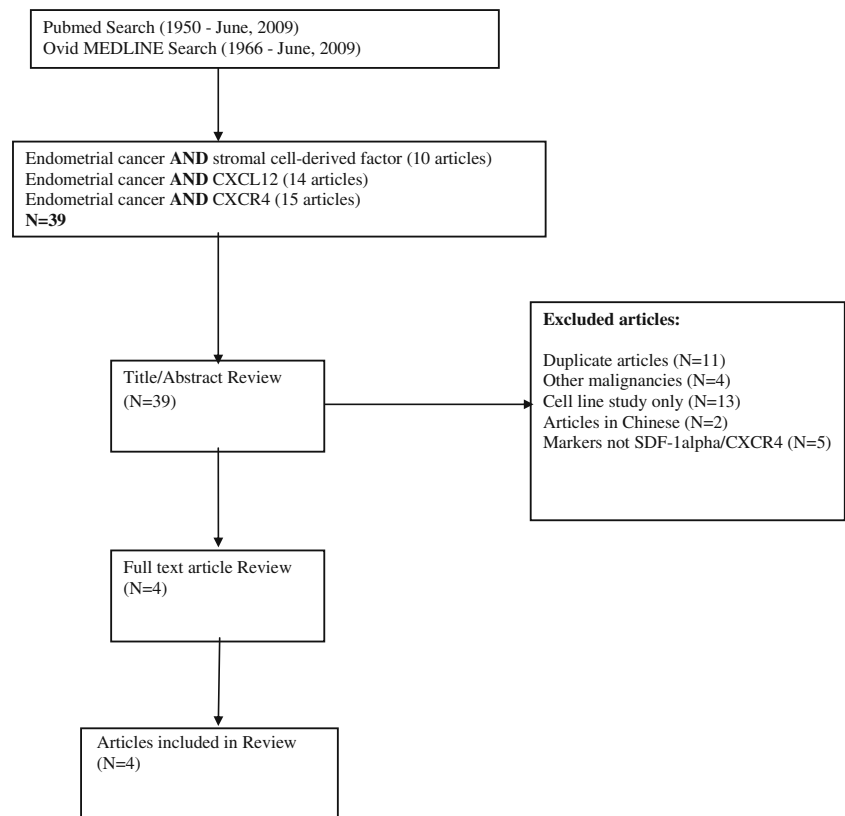 Pubmed Search (1950 - June, 2009)
Ovid MEDLINE Search (1966 - June, 2009)
Endometrial cancer AND stromal cell-derived factor (10 articles)
Endometrial cancer AND CXCL12 (14 articles)
Endometrial cancer AND CXCR4 (15 articles)
N=39
Title/Abstract Review
(N=39)
Excluded articles:
Duplicate articles (N=11)
Other malignancies (N=4)
Cell line study only (N=13)
Articles in Chinese (N=2)
Markers not SDF-1alpha/CXCR4 (N=5)
Full text article Review
(N=4)
Articles included in Review
(N=4)